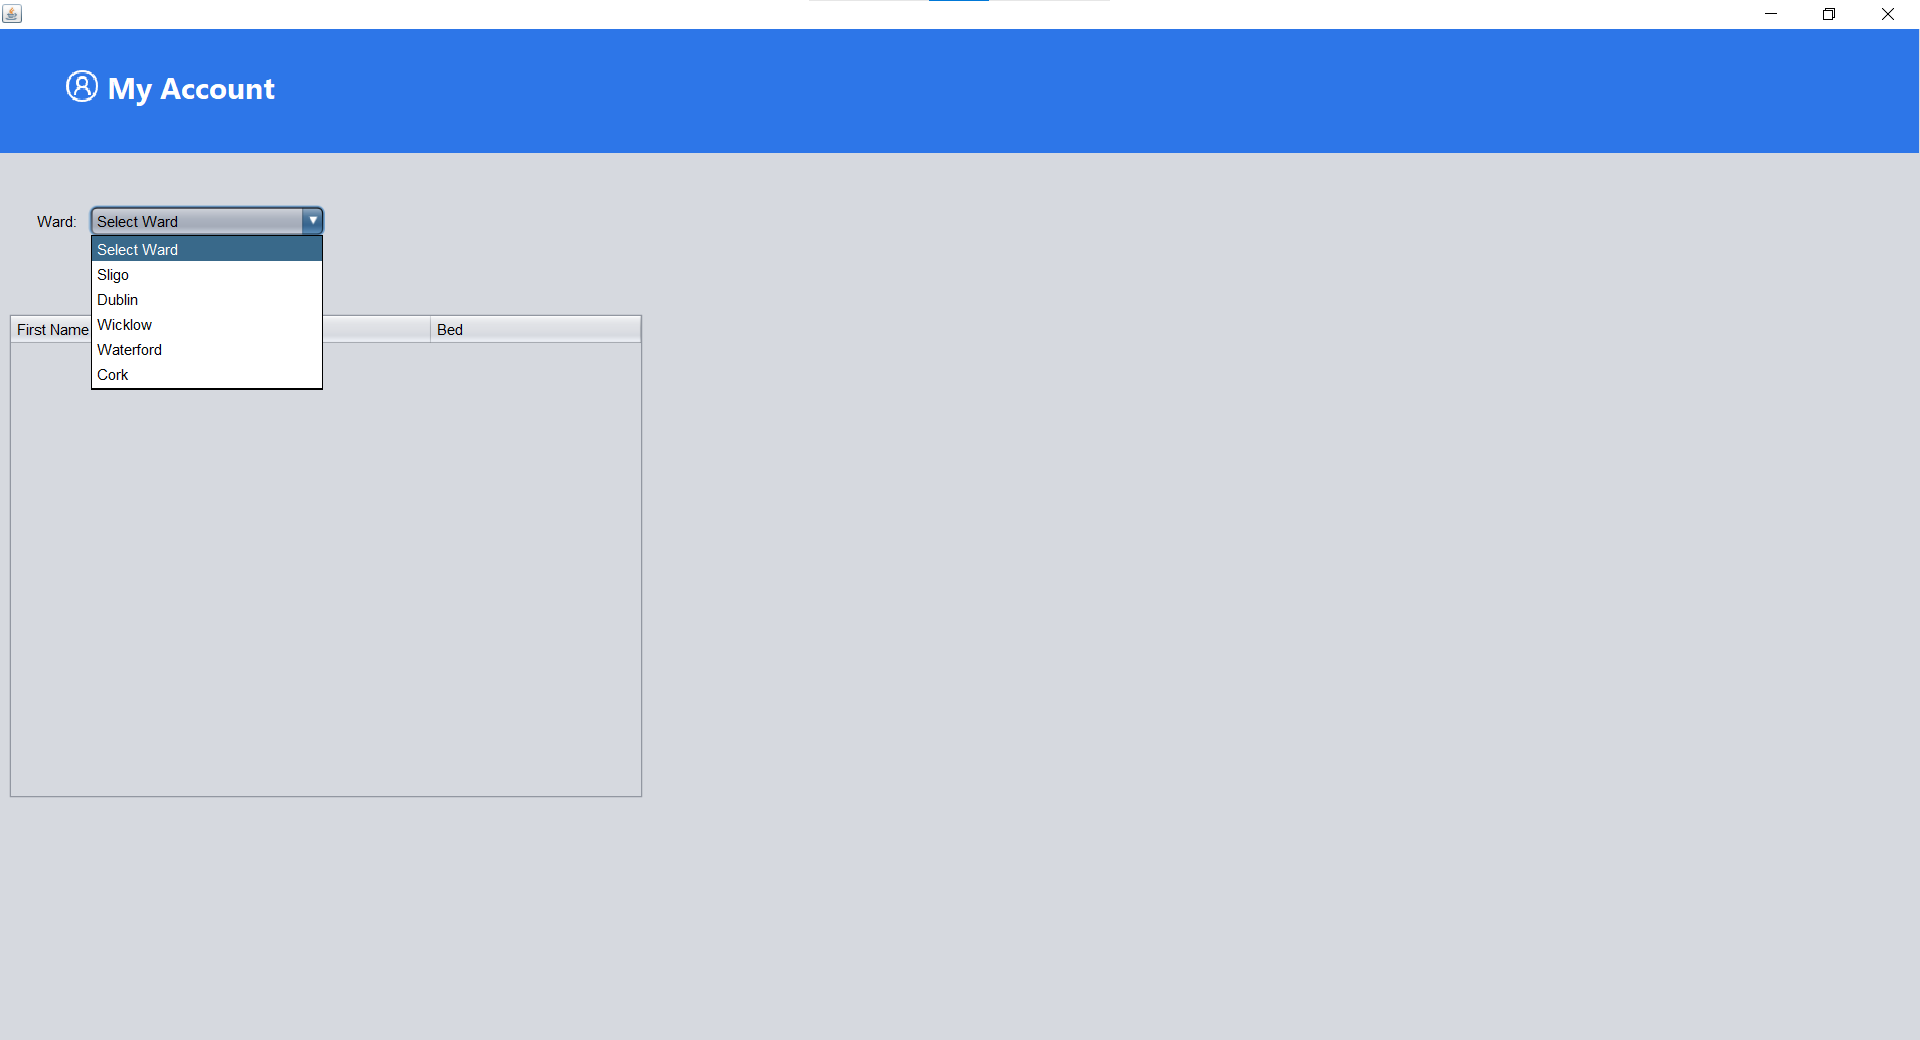 My Account
Ward: Select Ward
Select Ward
Sligo
Dublin
Wicklow
First Name Bed
Waterford
Cork